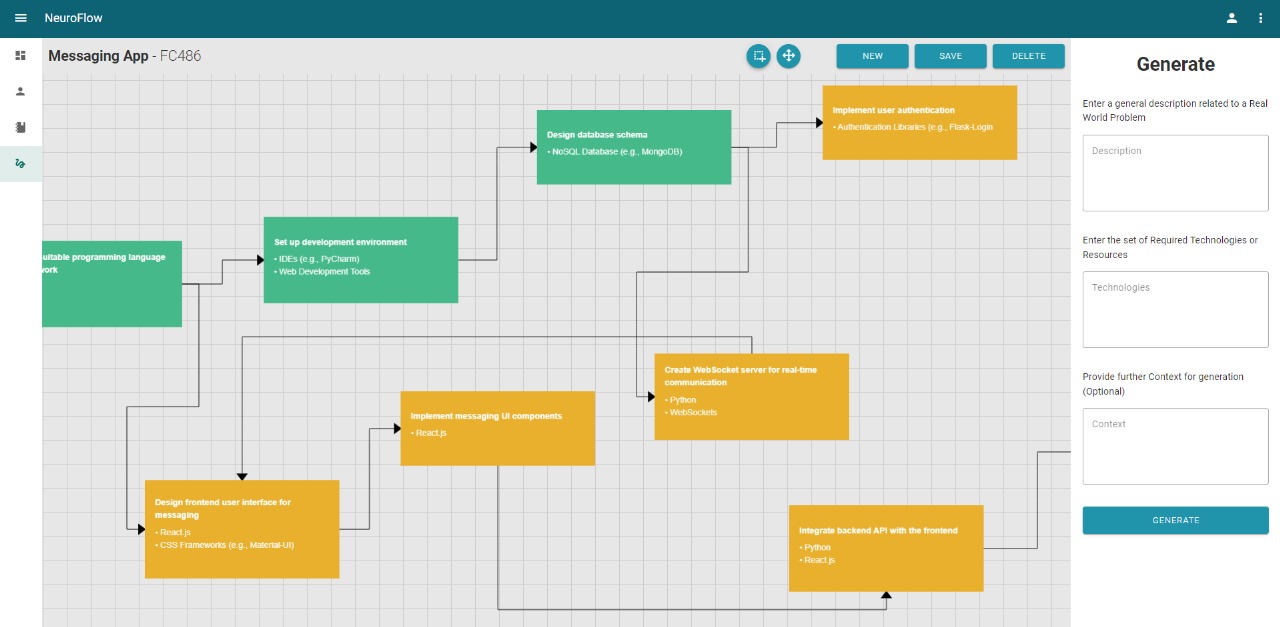 NeuroFlow
Messaging App - FC486
NEW
SAVE
DELETE
Implement user authentication
• Authentication Libraries (e.g., Flask-Login
Design database schema
• NoSQL Database (e.g., MongoDB)
Set up development environment
• IDEs (e.g., PyCharm)
• Web Development Tools
programming language
Create WebSocket server for real-time
communication
• Python
• WebSockets
Implement messaging UI components
• React.js
Design frontend user interface for
messaging
• React.js
• CSS Frameworks (e.g., Material-UI)
Integrate backend API with the frontend
• Python
• React.js
Generate
Enter a general description related to a Real
World Problem
Description
Enter the set of Required Technologies or
Resources
Technologies
Provide further Context for generation
(Optional)
Context
GENERATE